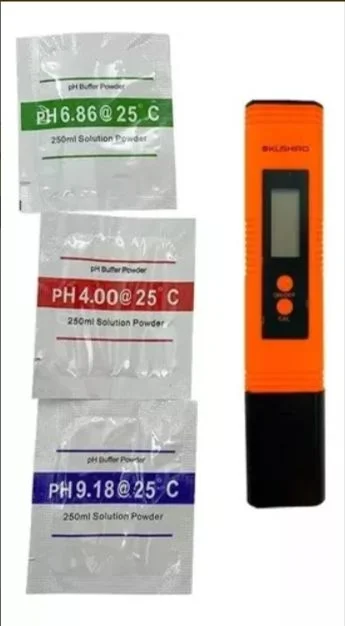 pH Buffer Powder
PH 6.86@25°C
250ml Solution Powder
pH Buffer Powder
PH 4.00@25°C
250ml Solution Powder
pH Buffer Powder
PH 9.18@25°C
250ml Solution Powder
KUSHIRO
ON/OFF
CAL